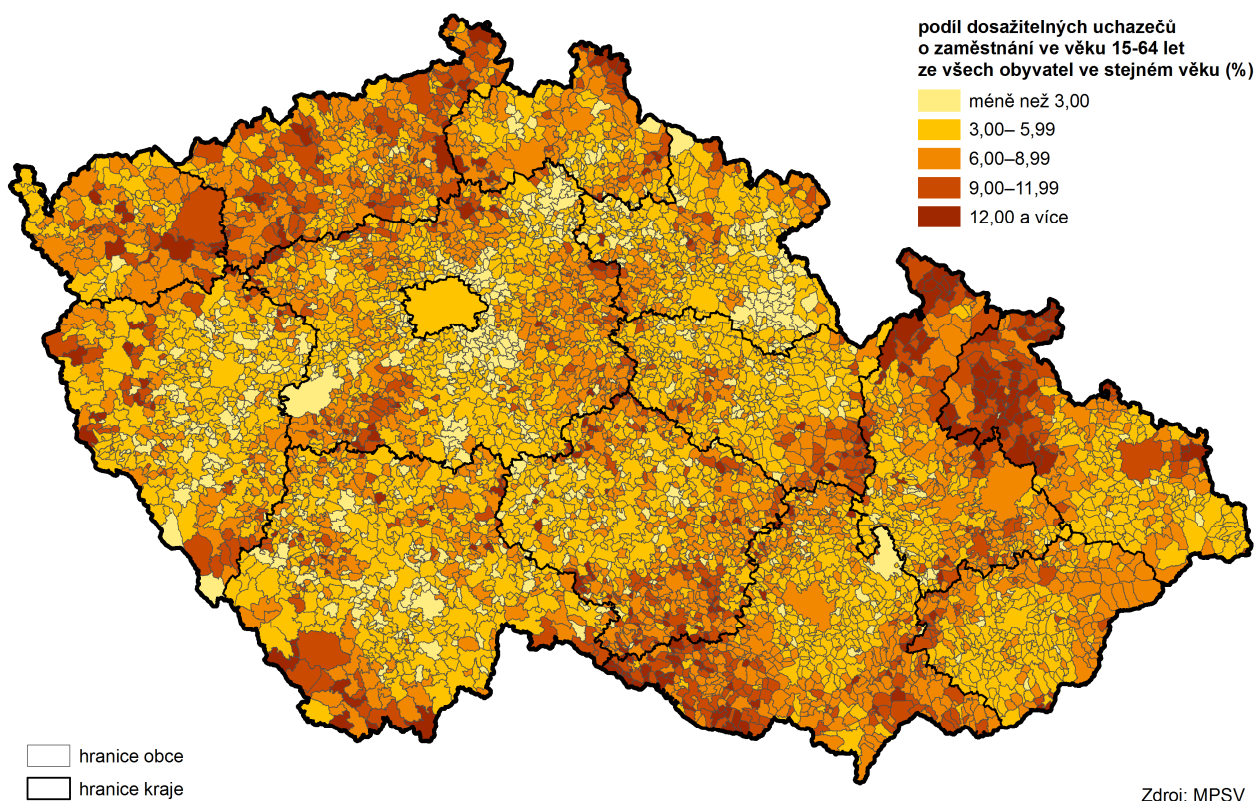 podíl dosažitelných uchazečů
o zaměstnání ve věku 15-64 let
ze všech obyvatel ve stejném věku (%)
méně než 3,00
3,00– 5,99
6,00–8,99
9,00–11,99
12,00 a více
hranice obce
hranice kraje
Zdroj: MPSV